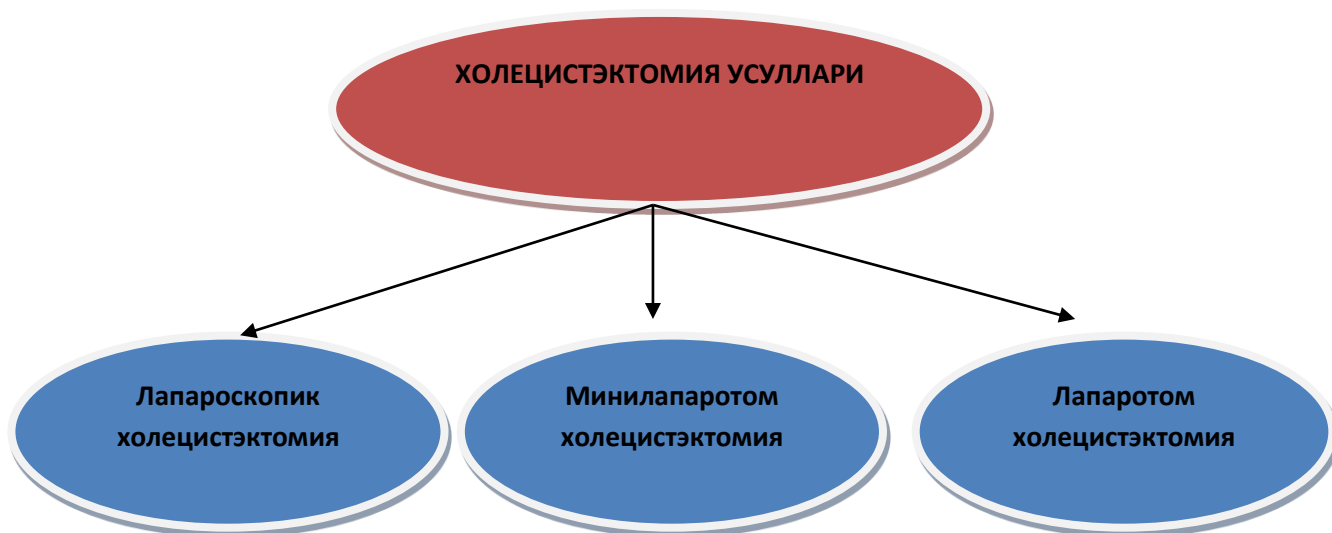 ХОЛЕЦИСТЭКТОМИЯ УСУЛЛАРИ
Лапароскопик
холецистэктомия
Минилапаротом
холецистэктомия
Лапаротом
холецистэктомия